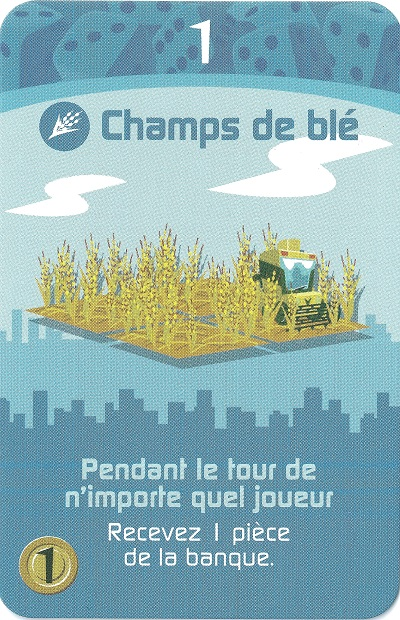 1
Champs de blé
Pendant le tour de
n'importe quel joueur
Recevez 1 pièce
de la banque.
1